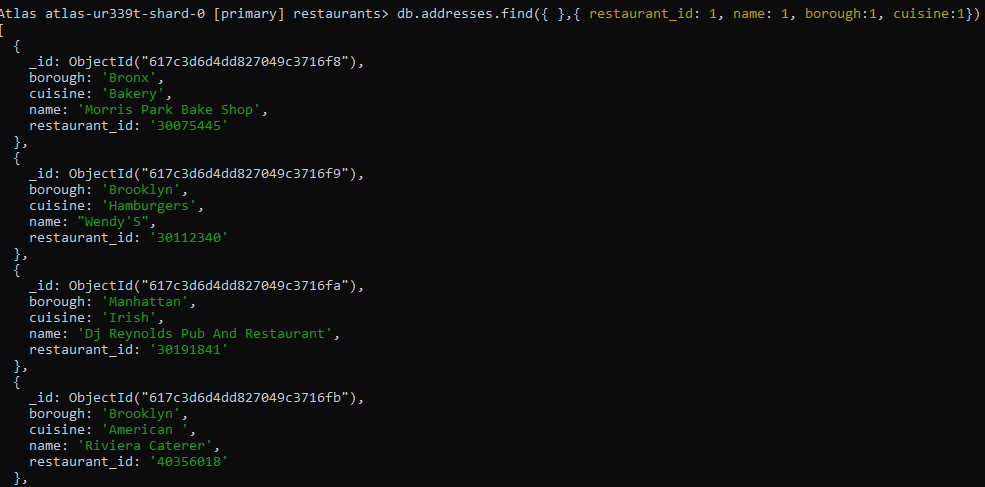 Atlas atlas-ur339t-shard-0 [primary] restaurants> db.addresses.find({ },{ restaurant_id: 1, name: 1, borough:1, cuisine:1})
[
  {
    _id: ObjectId("617c3d6d4dd827049c3716f8"),
    borough: 'Bronx',
    cuisine: 'Bakery',
    name: 'Morris Park Bake Shop',
    restaurant_id: '30075445'
  },
  {
    _id: ObjectId("617c3d6d4dd827049c3716f9"),
    borough: 'Brooklyn',
    cuisine: 'Hamburgers',
    name: "Wendy'S",
    restaurant_id: '30112340'
  },
  {
    _id: ObjectId("617c3d6d4dd827049c3716fa"),
    borough: 'Manhattan',
    cuisine: 'Irish',
    name: 'Dj Reynolds Pub And Restaurant',
    restaurant_id: '30191841'
  },
  {
    _id: ObjectId("617c3d6d4dd827049c3716fb"),
    borough: 'Brooklyn',
    cuisine: 'American ',
    name: 'Riviera Caterer',
    restaurant_id: '40356018'
  },